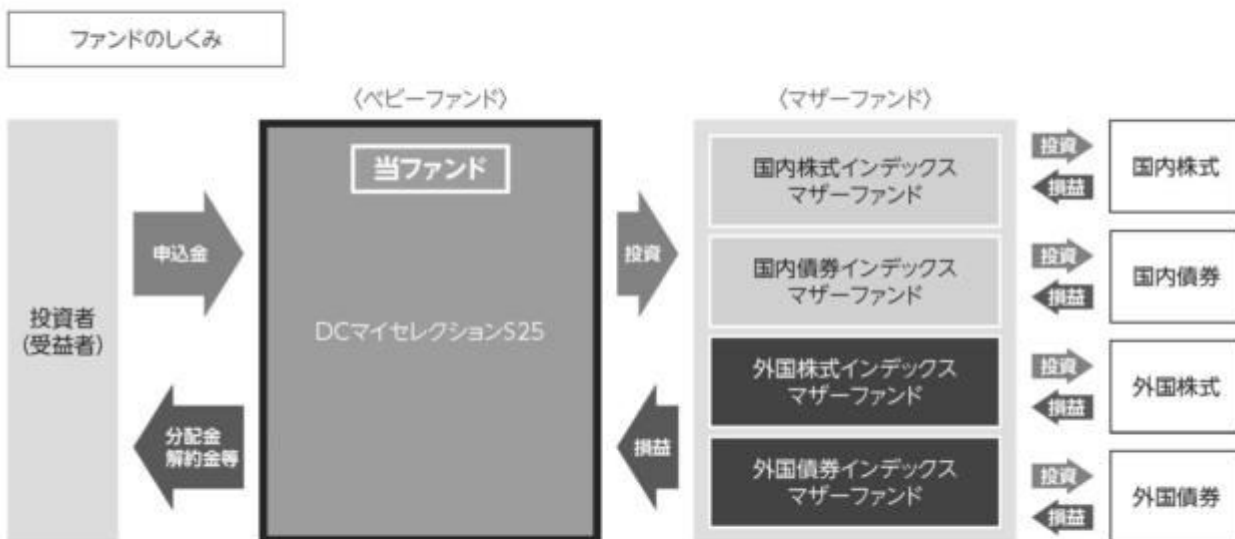 ファンドのしくみ
〈ベビーファンド〉
〈マザーファンド〉
投資者
(受益者)
申込金
分配金
解約金等
当ファンド
DCマイセレクションS25
投資
損益
国内株式インデックス
マザーファンド
国内債券インデックス
マザーファンド
外国株式インデックス
マザーファンド
外国債券インデックス
マザーファンド
投資
損益
国内株式
投資
損益
国内債券
投資
損益
外国株式
投資
損益
外国債券